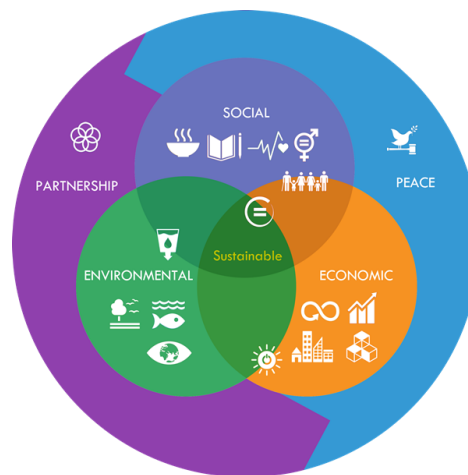 SOCIAL
PARTNERSHIP
PEACE
Sustainable
ENVIRONMENTAL
ECONOMIC